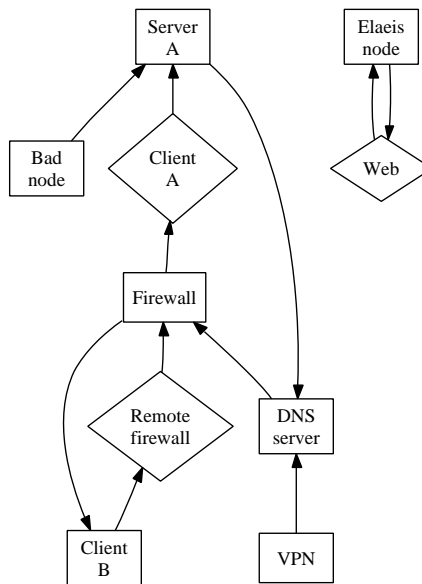 Server
A
Elaeis
node
Bad
node
Client
A
Web
Firewall
Remote
firewall
DNS
server
Client
B
VPN